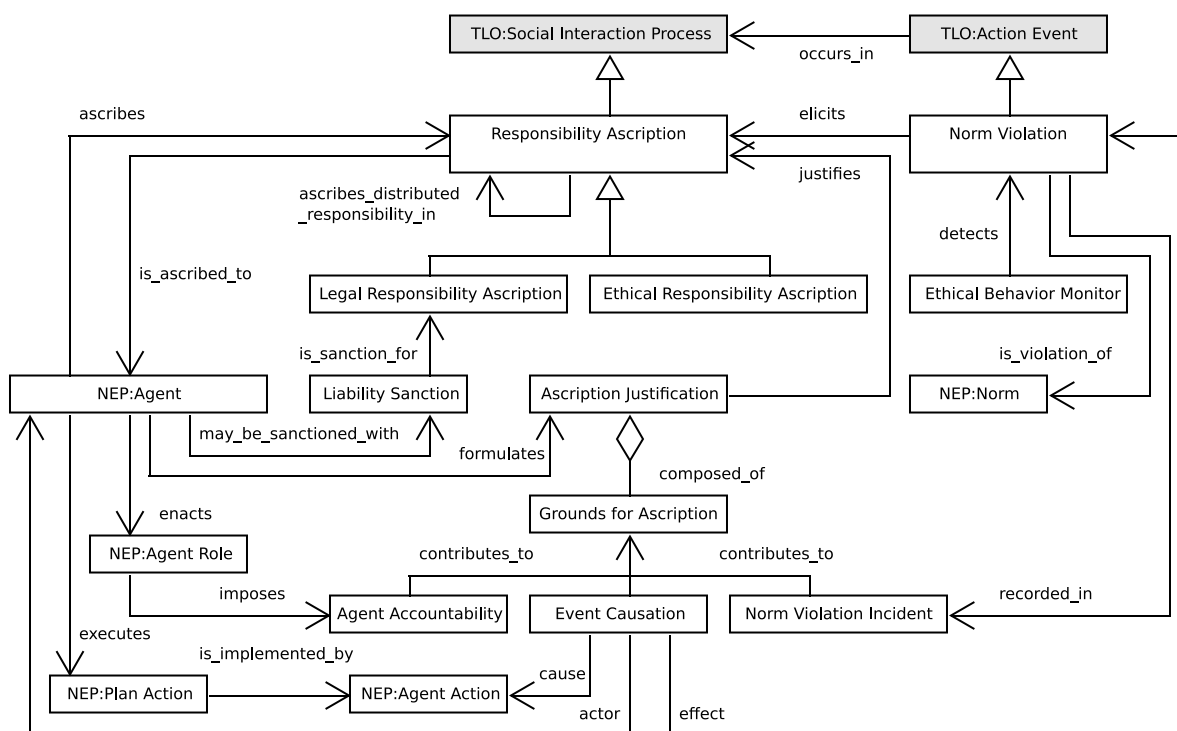 TLO:Social Interaction Process
TLO:Action Event
occurs_in
ascribes
elicits
Responsibility Ascription
Norm Violation
justifies
ascribes_distributed
_responsibility_in
detects
is_ascribed_to
Legal Responsibility Ascription
Ethical Responsibility Ascription
Ethical Behavior Monitor
is_sanction_for
is_violation_of
NEP:Agent
Liability Sanction
Ascription Justification
NEP:Norm
may_be_sanctioned_with
formulates
composed_of
enacts
Grounds for Ascription
NEP:Agent Role
contributes_to
contributes_to
imposes
recorded_in
Agent Accountability
Event Causation
Norm Violation Incident
executes
is_implemented_by
cause
NEP:Plan Action
NEP:Agent Action
actor
effect